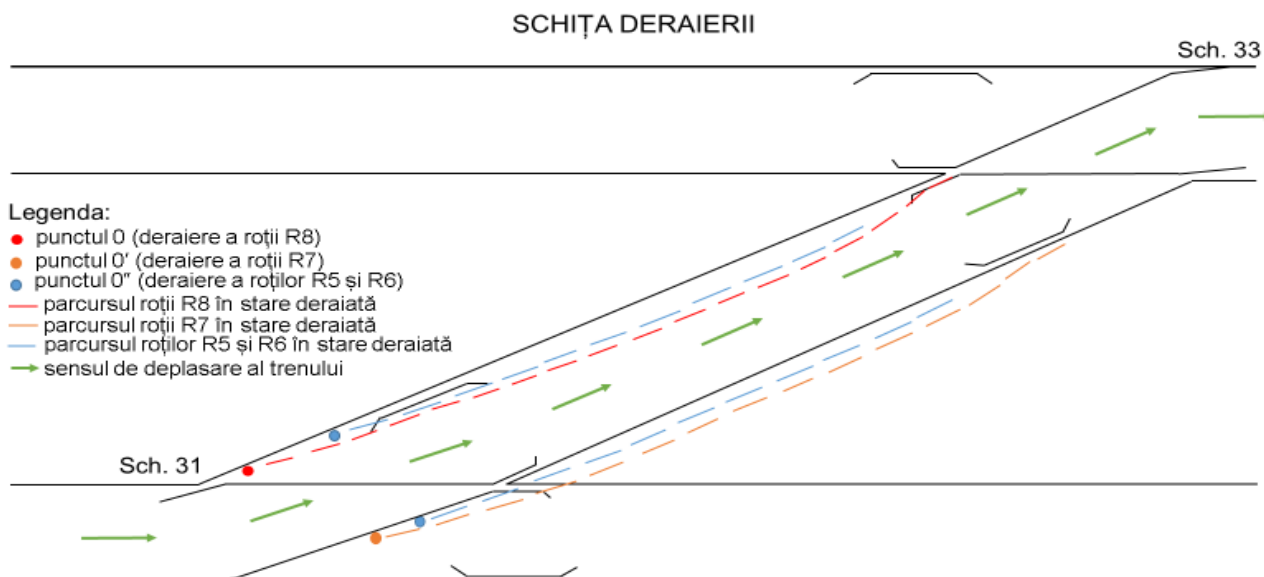 SCHIȚA DERAIERII
Sch. 33
Legenda:
punctul 0 (deraiere a roții R8)
punctul 0′ (deraiere a roții R7)
punctul 0″ (deraiere a roților R5 și R6)
parcursul roții R8 în stare deraiată
parcursul roții R7 în stare deraiată
parcursul roților R5 și R6 în stare deraiată
sensul de deplasare al trenului
Sch. 31